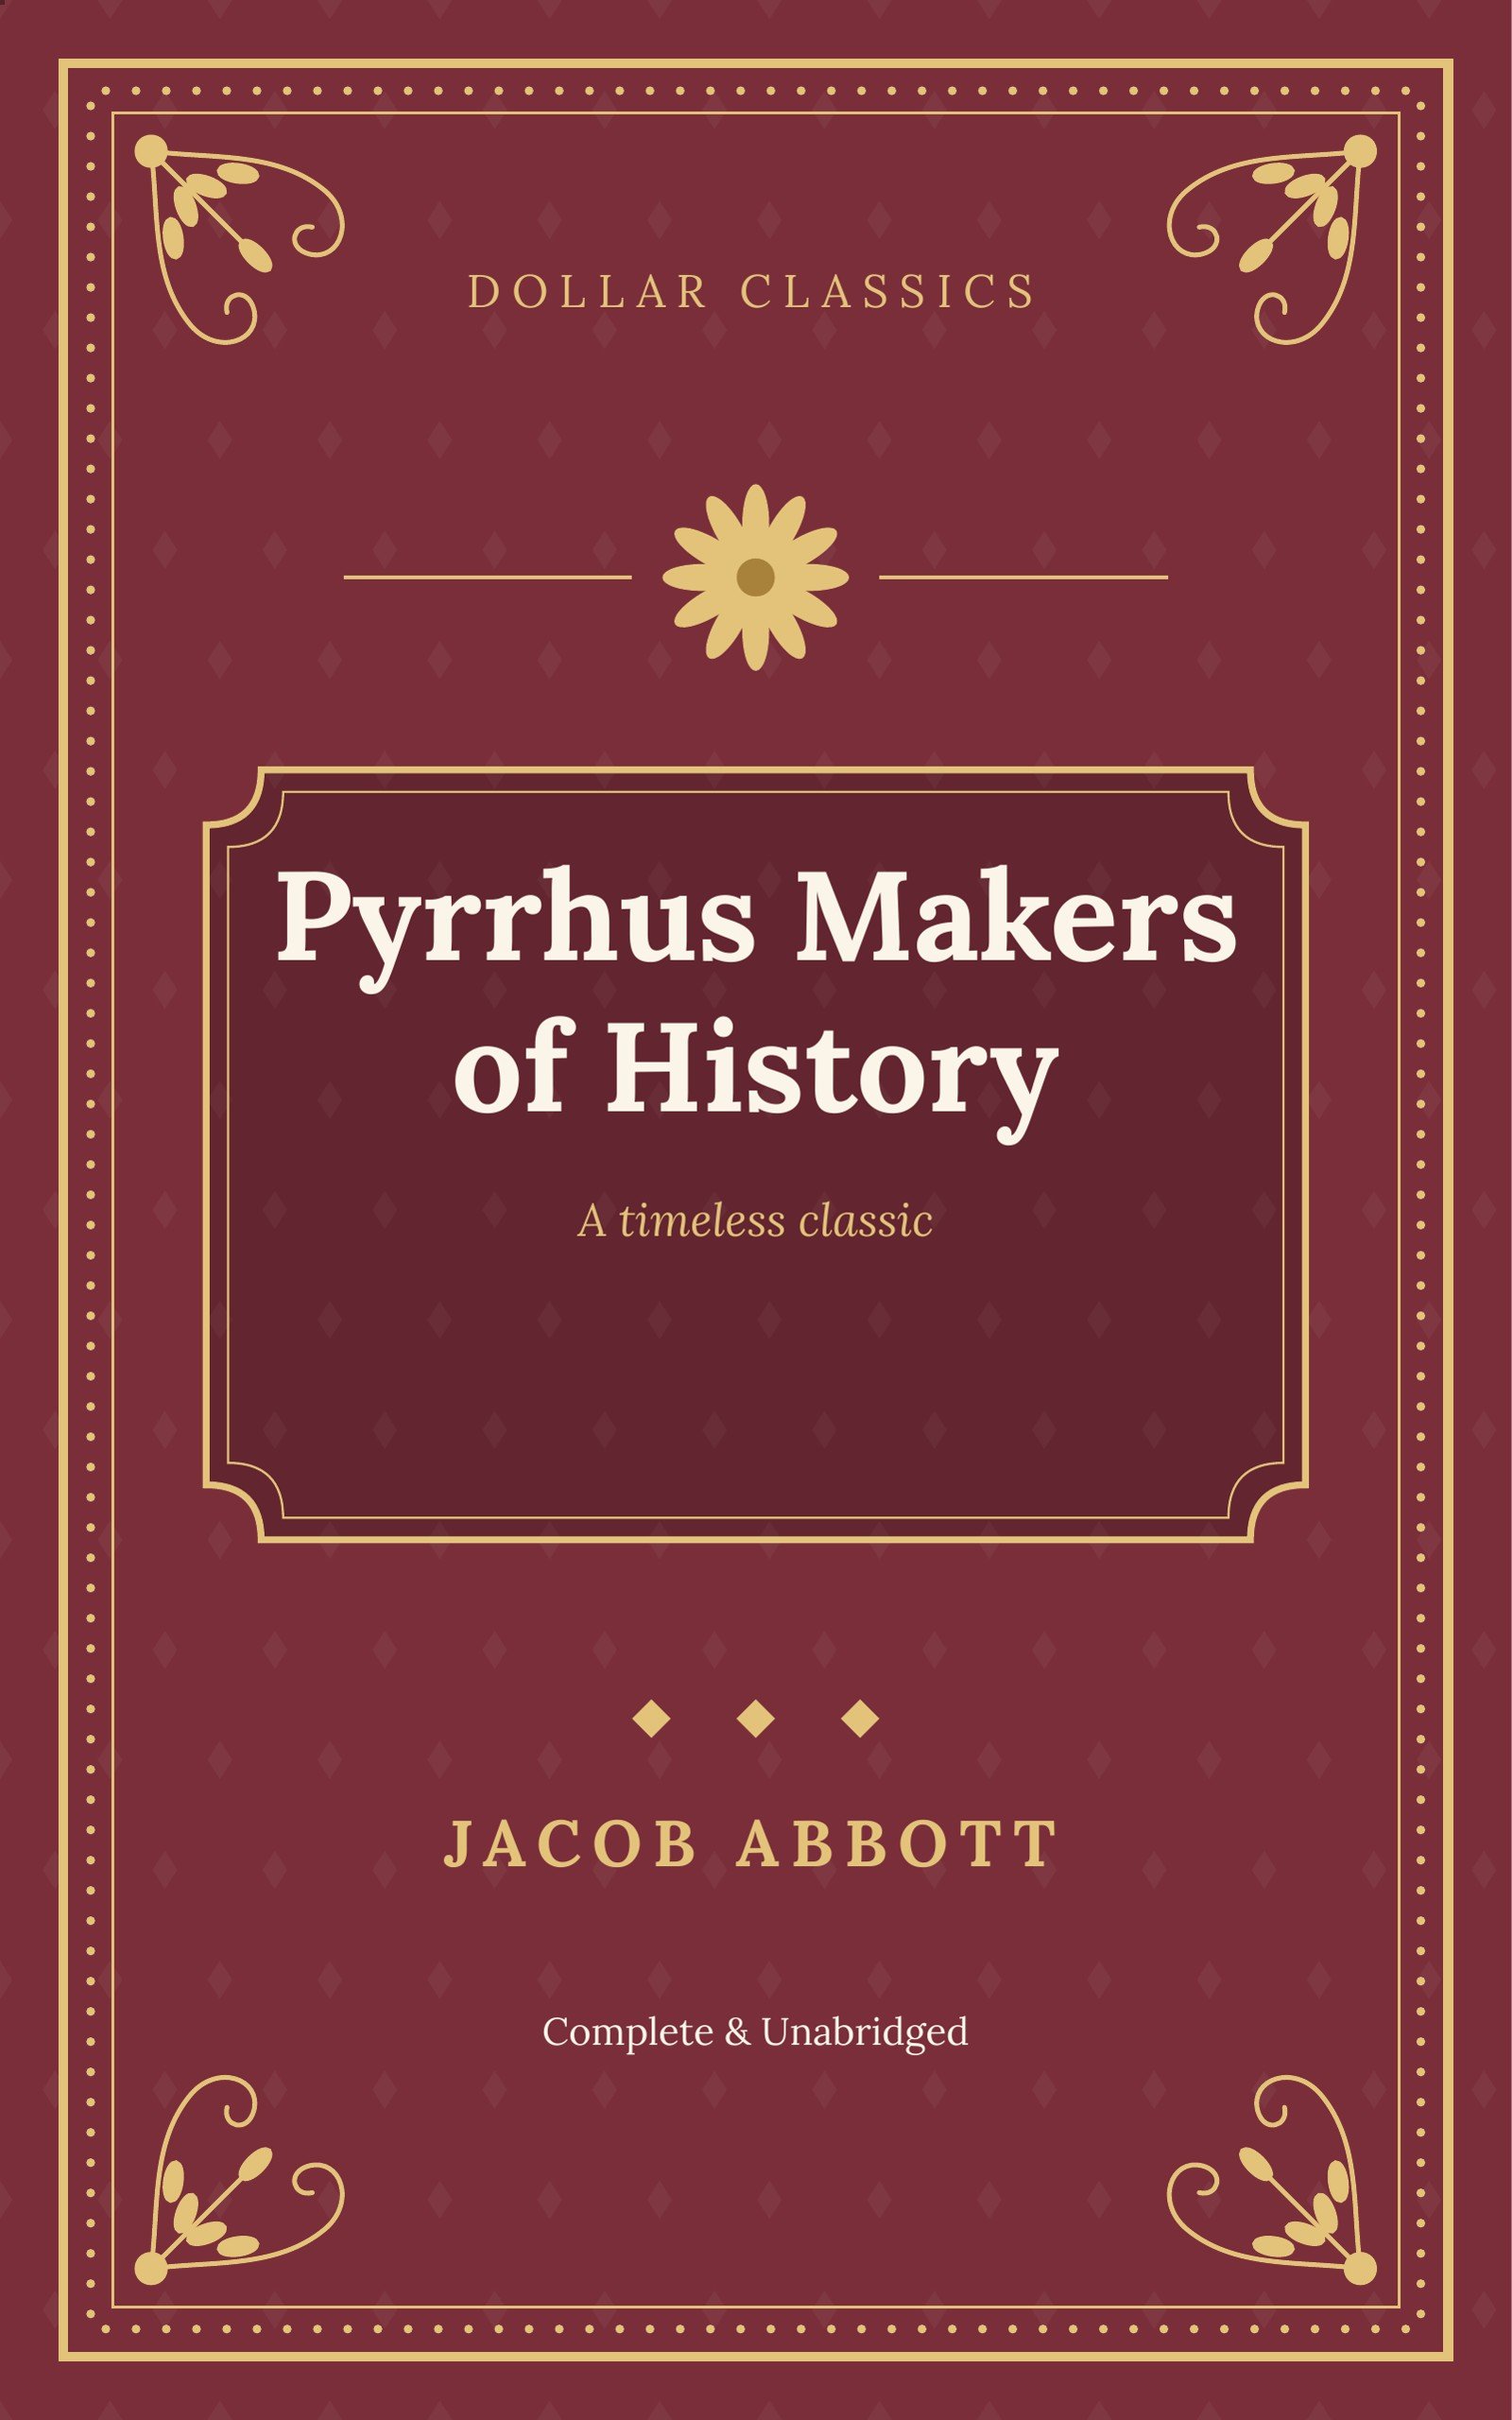 DOLLAR CLASSICS
Pyrrhus Makers
of History
A timeless classic
JACOB ABBOTT
Complete & Unabridged